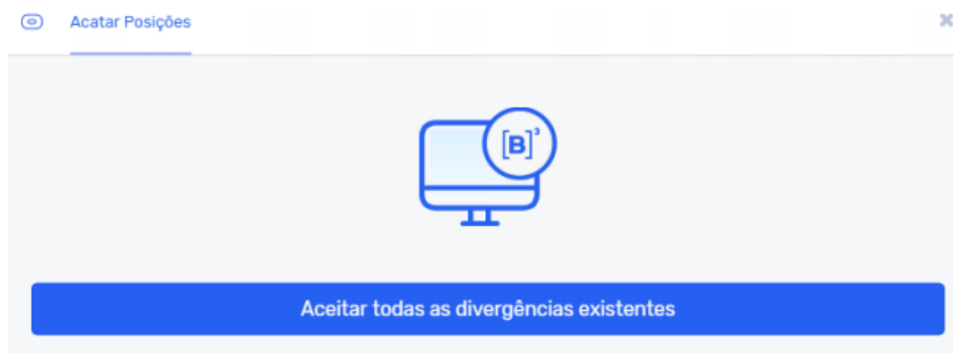 Acatar Posições
[B]³
Aceitar todas as divergências existentes